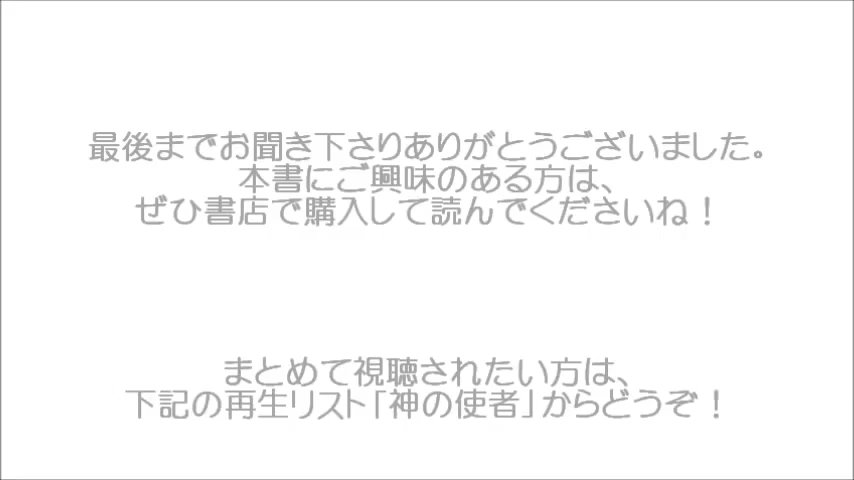 最後までお聞き下さりありがとうございました。
本書にご興味のある方は、
ぜひ書店で購入して読んでくださいね！
まとめて視聴されたい方は、
下記の再生リスト「神の使者」からどうぞ！